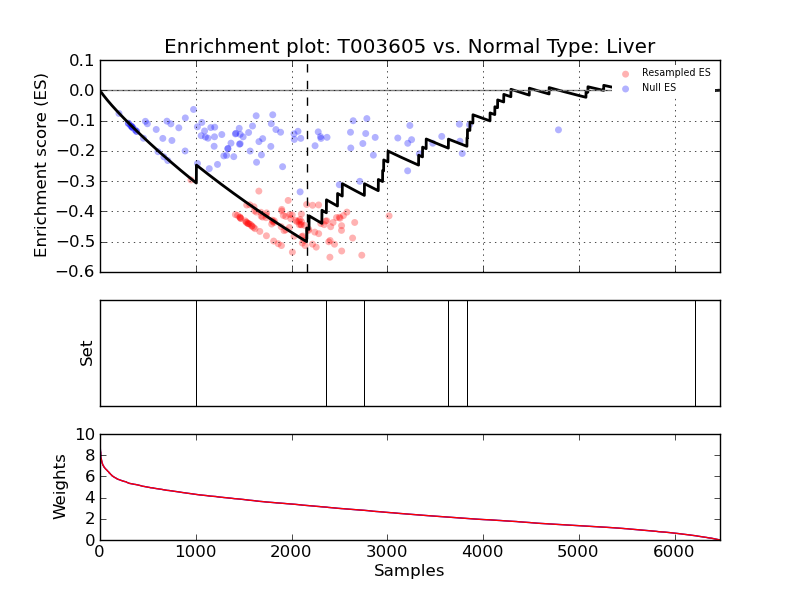 Enrichment plot: T003605 vs. Normal Type: Liver
Enrichment score (ES)
0.1
0.0
−0.1
−0.2
−0.3
−0.4
−0.5
−0.6
Resampled ES
Null ES
Set
Weights
10
8
6
4
2
0
0 1000 2000 3000 4000 5000 6000
Samples